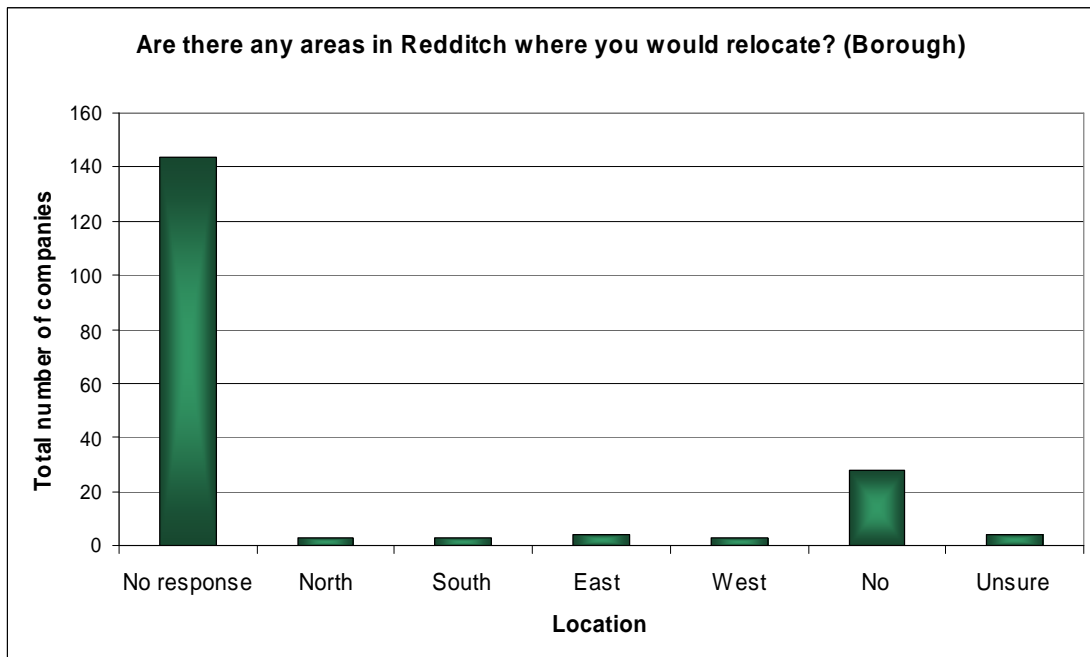 Are there any areas in Redditch where you would relocate? (Borough)
160
140
120
100
80
60
40
20
0
Total number of companies
No response North South East West No Unsure
Location